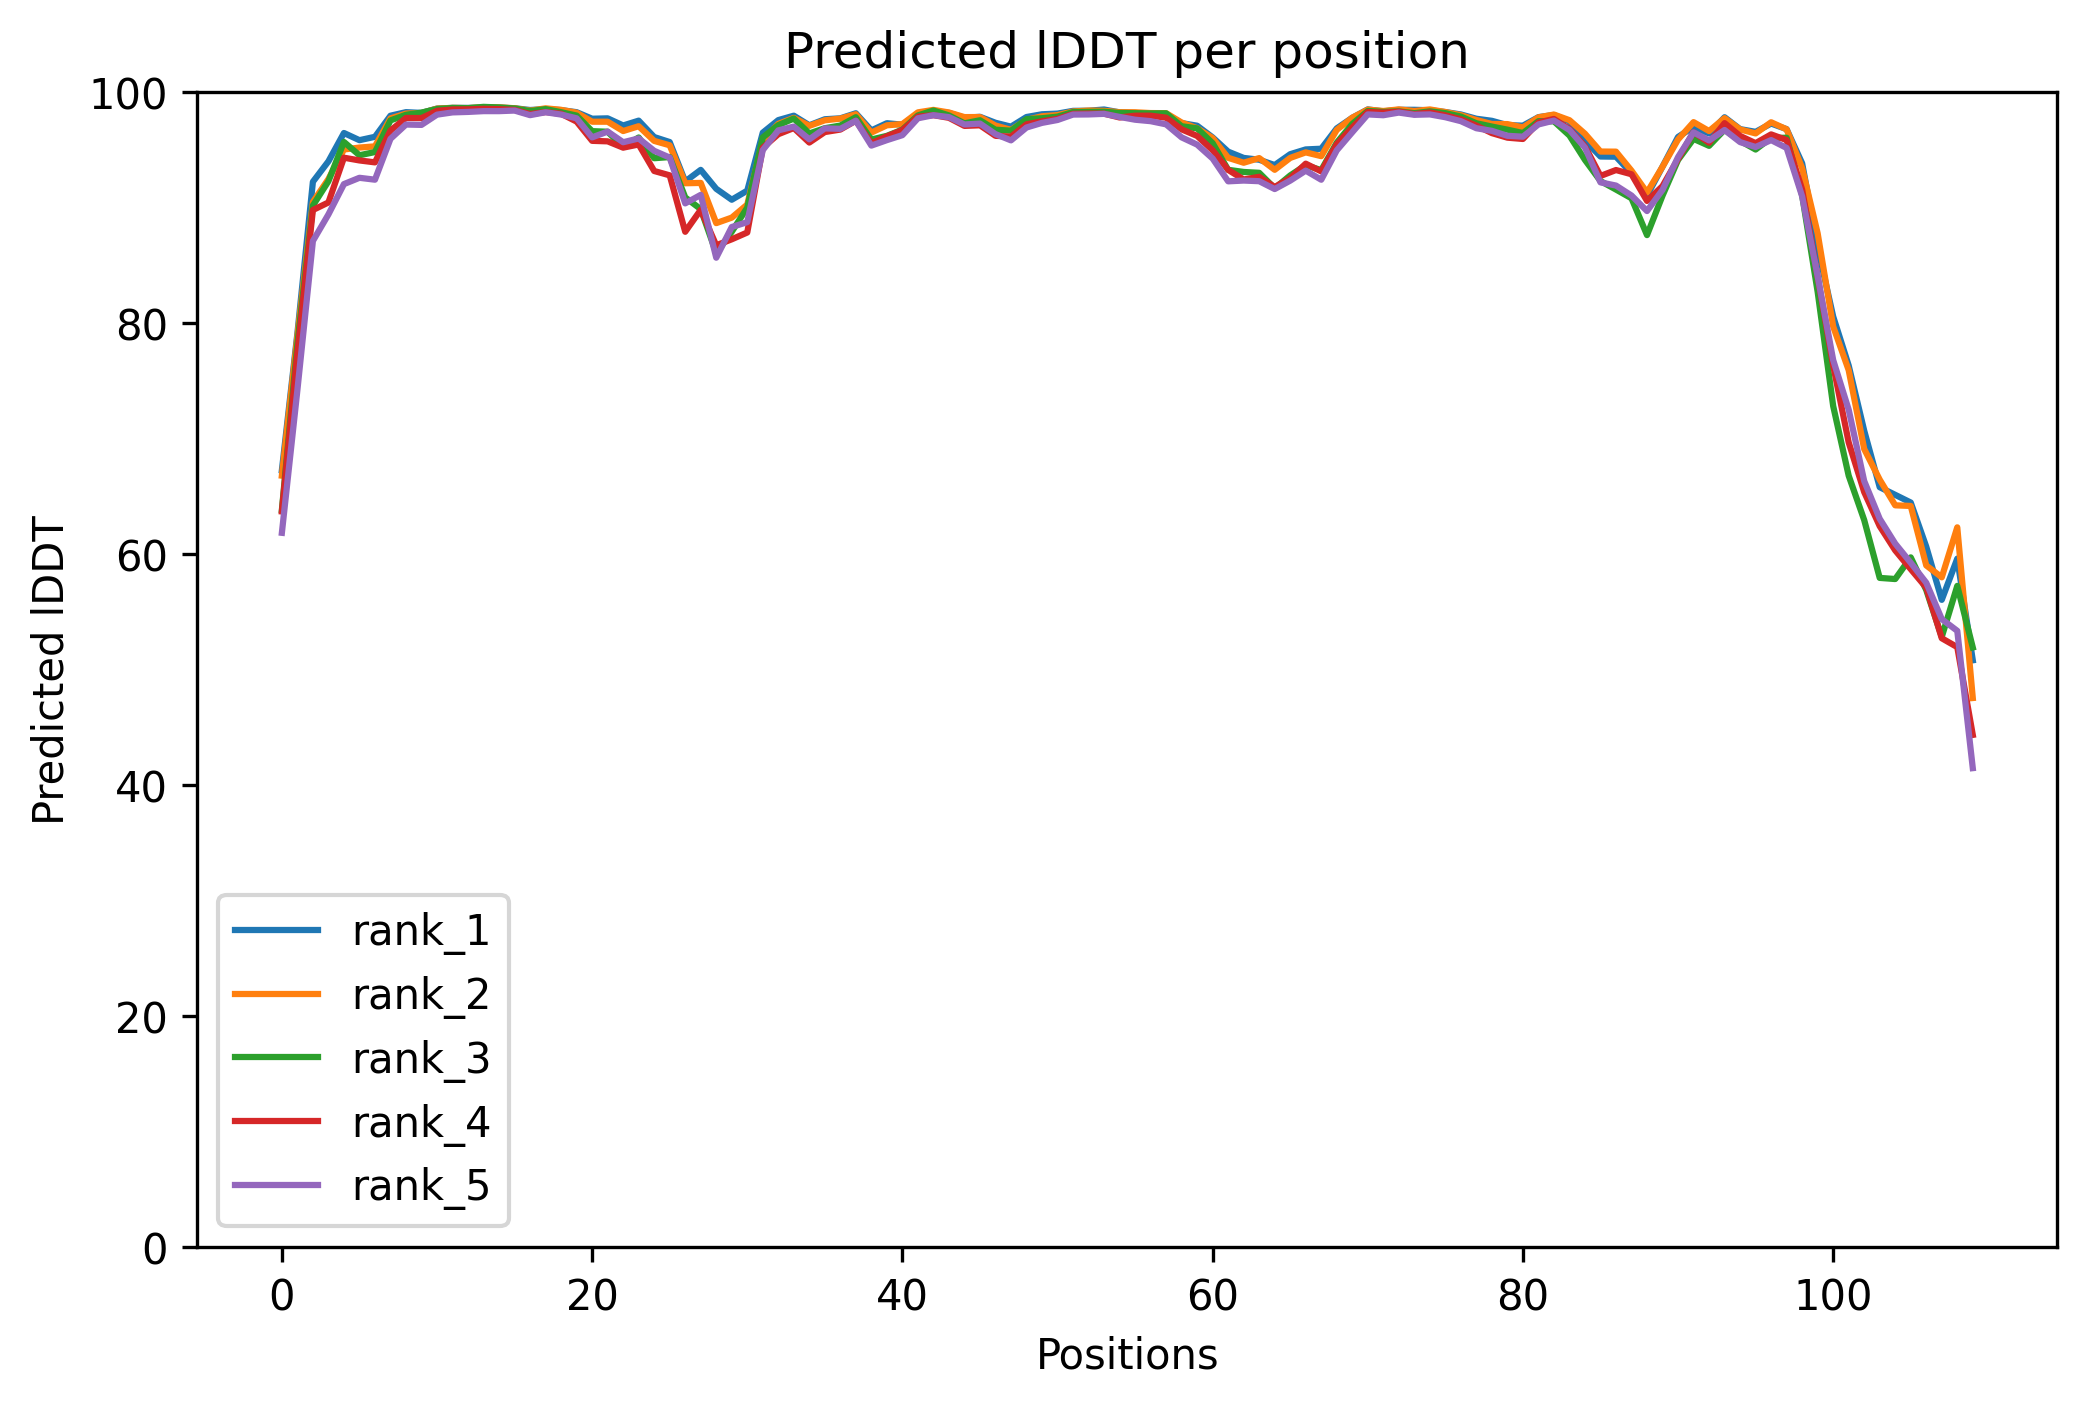 Predicted lDDT per position
100
80
60
40
20
0
Predicted lDDT
rank_1
rank_2
rank_3
rank_4
rank_5
0 20 40 60 80 100
Positions